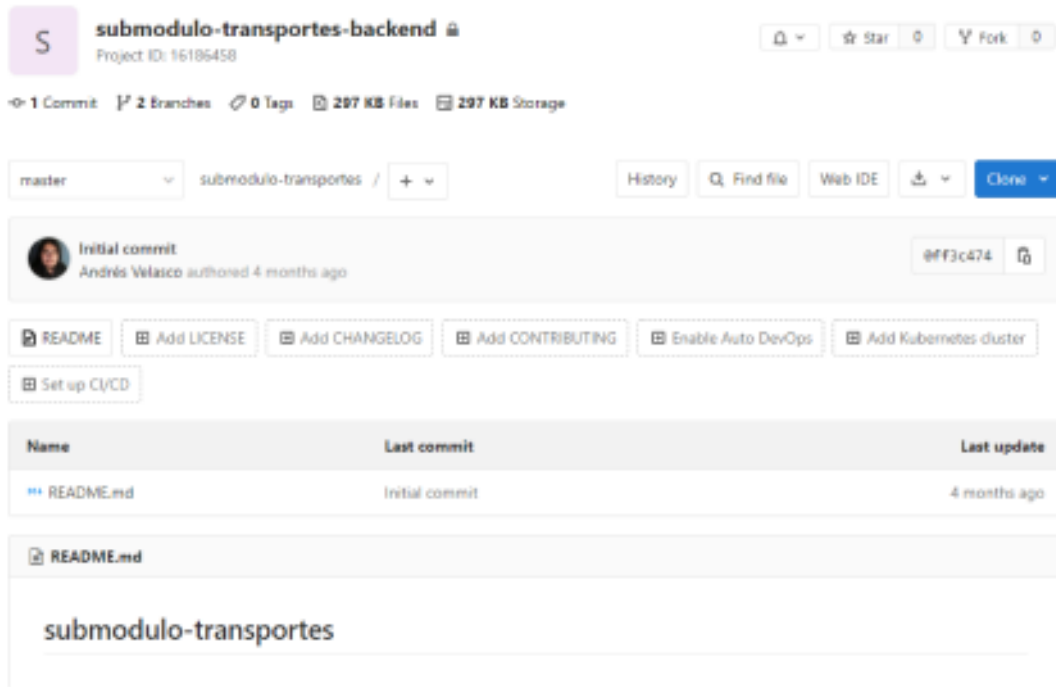 S
submodulo-transportes-backend
Project ID: 16186458
Star 0
Fork 0
1 Commit 2 Branches 0 Tags 297 KB Files 297 KB Storage
master
submodulo-transportes / +
History
Find file
Web IDE
Clone
Initial commit
Andrés Velasco authored 4 months ago
0ff3c474
README
Add LICENSE
Add CHANGELOG
Add CONTRIBUTING
Enable Auto DevOps
Add Kubernetes cluster
Set up CI/CD
Name Last commit Last update
README.md Initial commit 4 months ago
README.md
submodulo-transportes